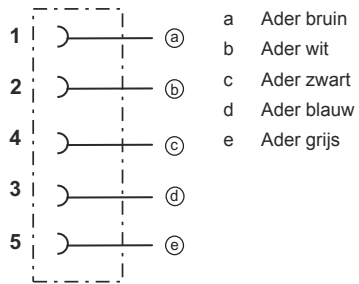 1 ⓐ
2 ⓑ
4 ⓒ
3 ⓓ
5 ⓔ
a Ader bruin
b Ader wit
c Ader zwart
d Ader blauw
e Ader grijs